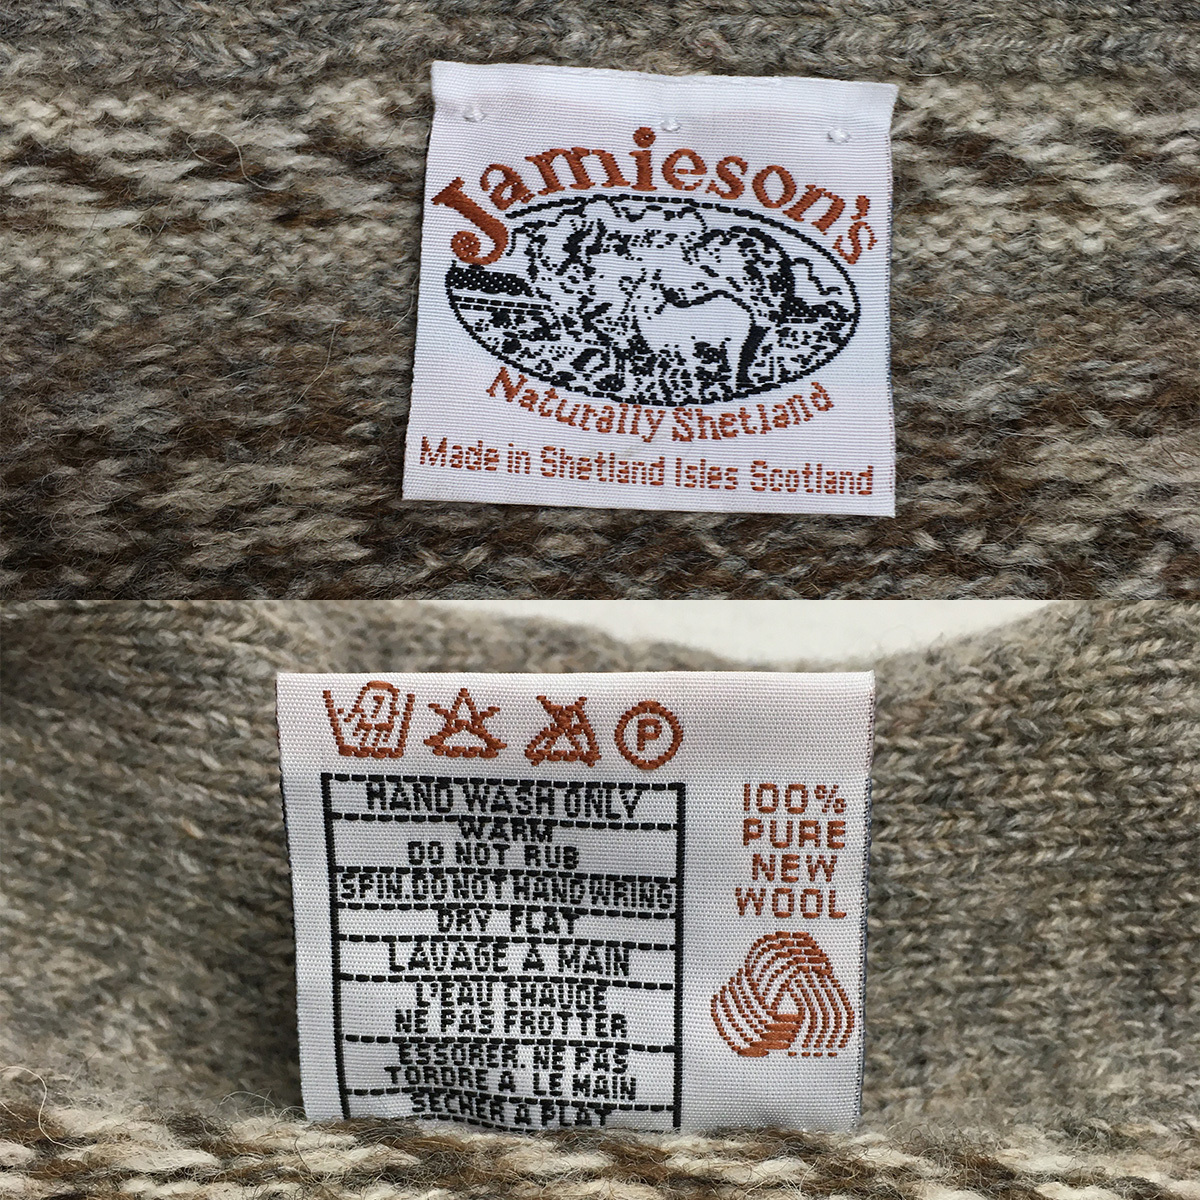 Jamieson's
Naturally Shetland
Made in Shetland Isles Scotland
P
HAND WASH ONLY
WARM
DO NOT RUB
SPIN. DO NOT HAND WRING
DRY FLAT
LAVAGE A MAIN
L'EAU CHAUDE
NE PAS FROTTER
ESSORER. NE PAS
TORDRE A LE MAIN
SECHER A PLAT
100%
PURE
NEW
WOOL